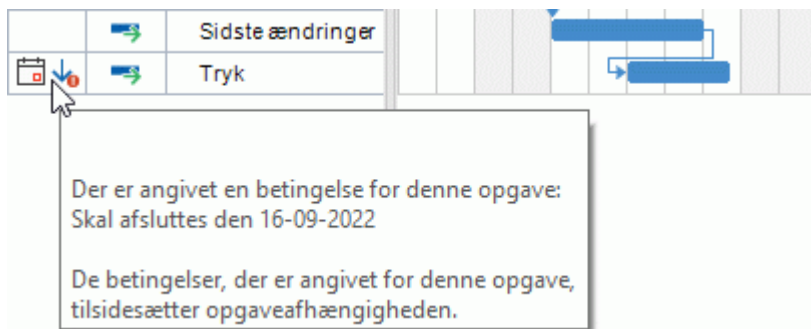 Sidste ændringer
Tryk
Der er angivet en betingelse for denne opgave:
Skal afsluttes den 16-09-2022
De betingelser, der er angivet for denne opgave,
tilsidesætter opgaveafhængigheden.